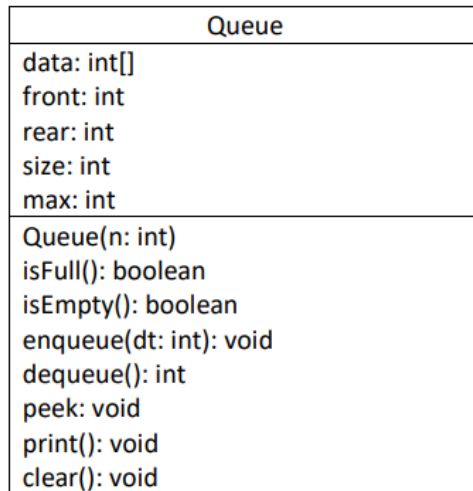 Queue
data: int[]
front: int
rear: int
size: int
max: int
Queue(n: int)
isFull(): boolean
isEmpty(): boolean
enqueue(dt: int): void
dequeue(): int
peek: void
print(): void
clear(): void